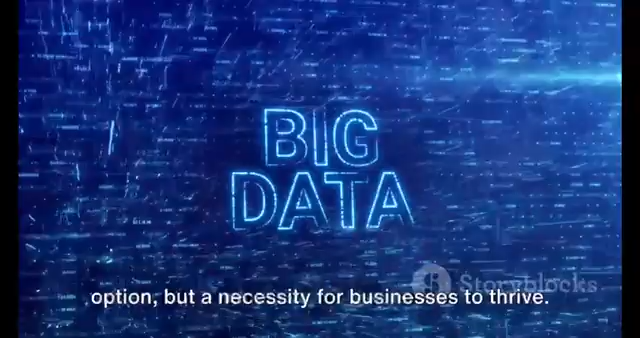 BIG
DATA
Storyblocks
option, but a necessity for businesses to thrive.